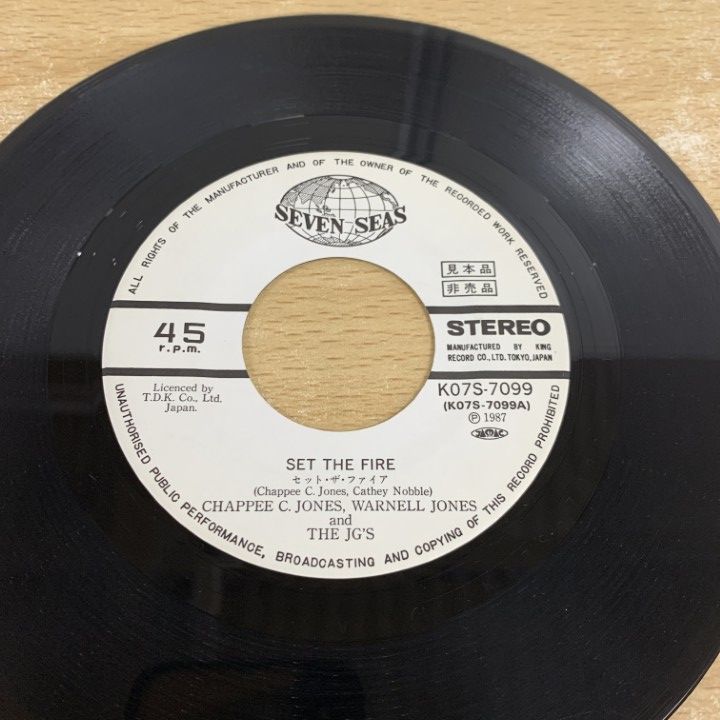 ALL RIGHTS OF THE MANUFACTURER AND OF THE OWNER OF THE RECORDED WORK RESERVED
SEVEN SEAS
見本品
非売品
45
r.p.m.
STEREO
MANUFACTURED BY KING
RECORD CO., LTD. TOKYO, JAPAN
Licenced by
T.D.K. Co., Ltd.
Japan.
K07S-7099
(K07S-7099A)
Ⓟ 1987
SET THE FIRE
セット・ザ・ファイア
(Chappee C. Jones, Cathey Nobble)
CHAPPEE C. JONES, WARNELL JONES
and
THE JG'S
UNAUTHORISED PUBLIC PERFORMANCE, BROADCASTING AND COPYING OF THIS RECORD PROHIBITED